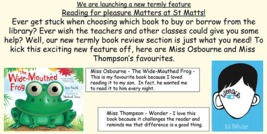 We are launching a new termly feature
Reading for pleasure Matters at St Matts!
Ever get stuck when choosing which book to buy or borrow from the
library? Ever wish the teachers and other classes could give you some
help? Well, our new termly book review section is just what you need! To
kick this exciting new feature off, here are Miss Osbourne and Miss
Thompson's favourites.
The
Wide-Mouthed
Frog
Miss Osbourne - The Wide-Mouthed Frog -
This is my favourite book because I loved
reading it to my son. In fact, he wanted me
to read it to him every night.
Miss Thompson - Wonder - I love this
book because it challenges the reader and
reminds me that difference is a good thing.